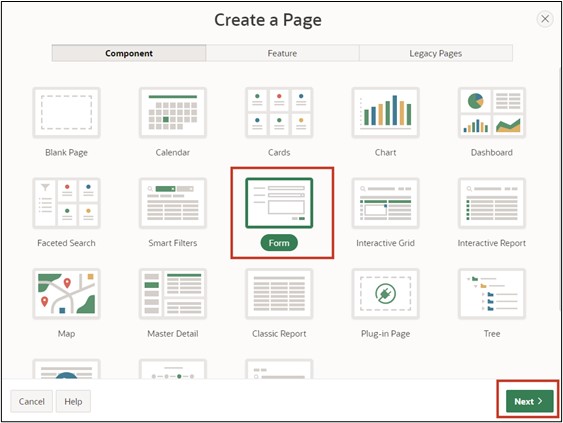 Create a Page
Component
Feature
Legacy Pages
Blank Page
Calendar
Cards
Chart
Dashboard
Faceted Search
Smart Filters
Form
Interactive Grid
Interactive Report
Map
Master Detail
Classic Report
Plug-in Page
Tree
Cancel
Help
Next